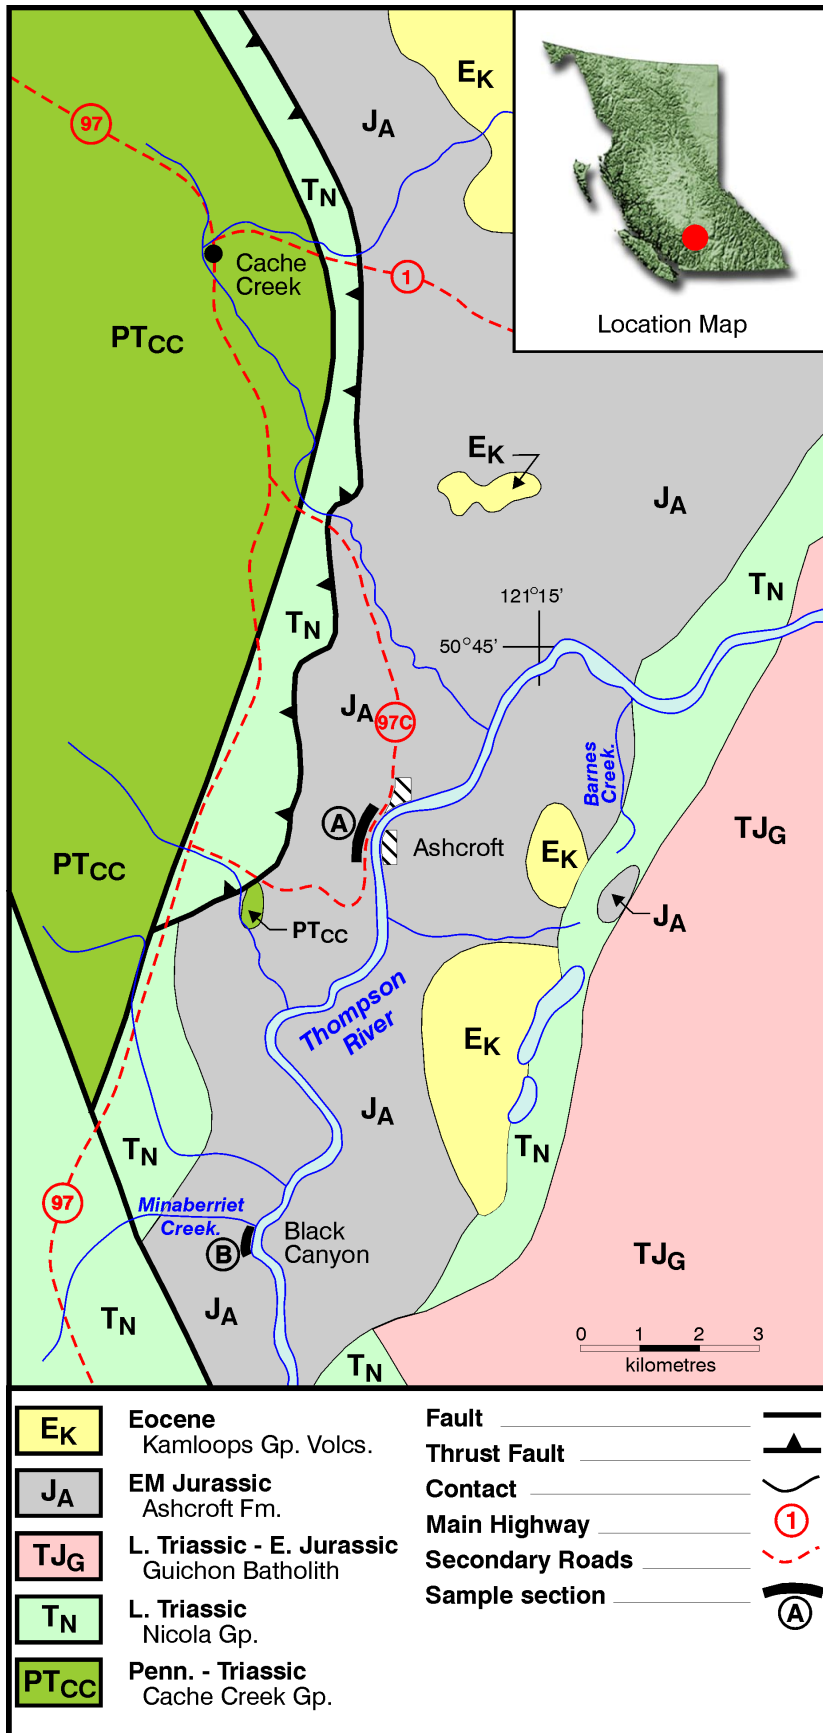 EK
97
JA
TN
Cache
Creek
1
PTCC
Location Map
EK
JA
121°15'
TN
50°45'
TN
JA
97C
Barnes
Creek.
A
Ashcroft
EK
TJG
PTCC
JA
PTCC
Thompson
River
EK
JA
TN
TN
97
Minaberriet
Creek.
Black
Canyon
B
TJG
JA
TN
0 1 2 3
kilometres
TN
EK
Eocene
Kamloops Gp. Volcs.
JA
EM Jurassic
Ashcroft Fm.
TJG
L. Triassic - E. Jurassic
Guichon Batholith
TN
L. Triassic
Nicola Gp.
PTCC
Penn. - Triassic
Cache Creek Gp.
Fault
Thrust Fault
Contact
Main Highway 1
Secondary Roads
Sample section A